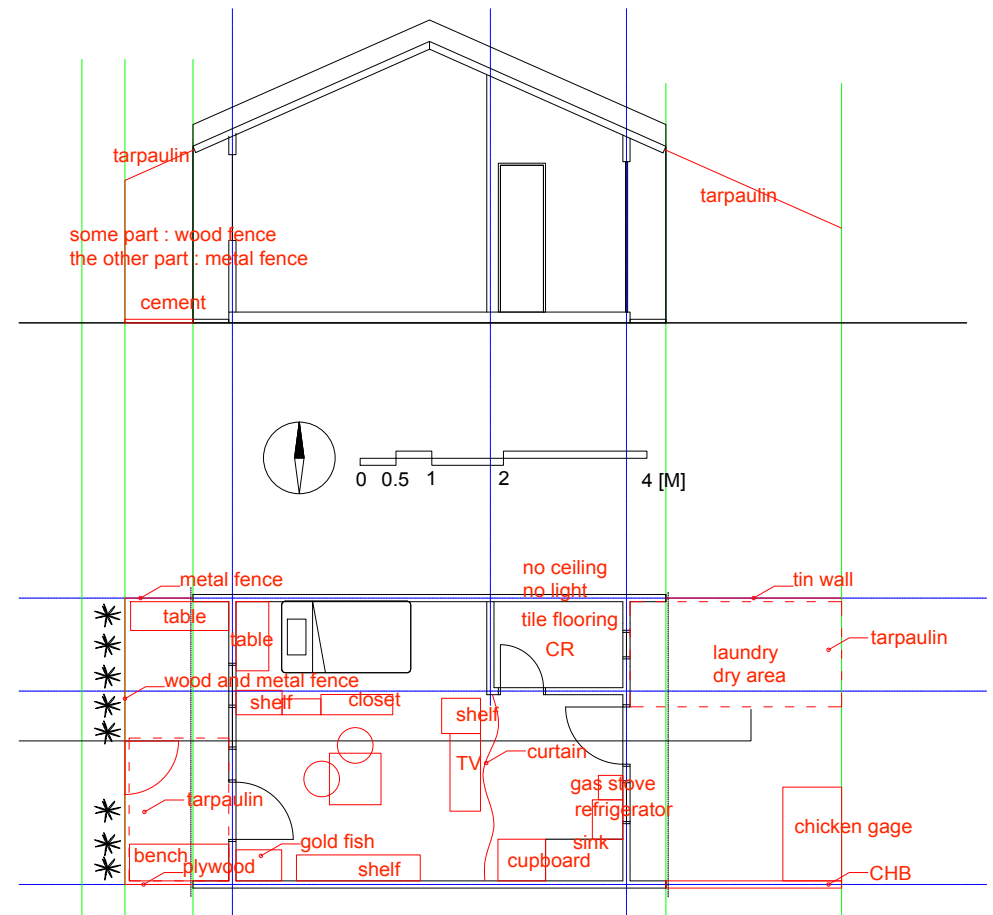 tarpaulin
tarpaulin
some part : wood fence
the other part : metal fence
cement
0 0.5 1 2 4 [M]
no ceiling
no light
metal fence
tin wall
table
tile flooring
table
CR
laundry
dry area
tarpaulin
wood and metal fence
shelf
closet
shelf
curtain
TV
gas stove
tarpaulin
refrigerator
chicken gage
gold fish
sink
bench
plywood
shelf
cupboard
CHB